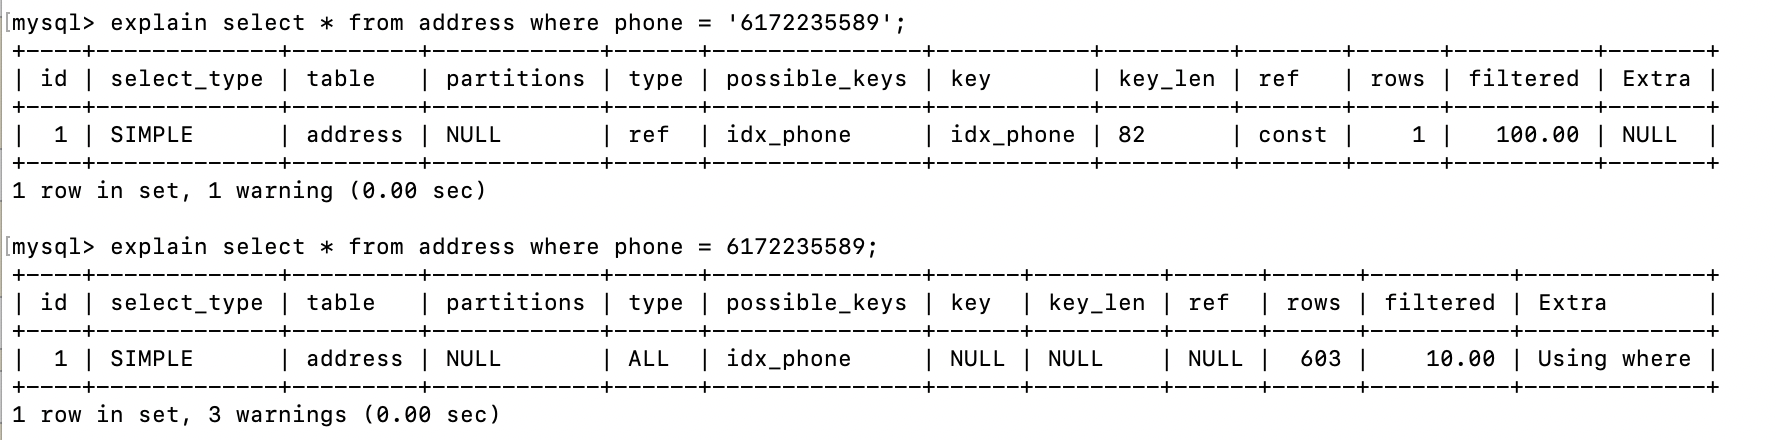 [mysql> explain select * from address where phone = '6172235589';
+----+-------------+---------+------------+------+---------------+-----------+---------+-------+------+----------+-------+
| id | select_type | table   | partitions | type | possible_keys | key       | key_len | ref   | rows | filtered | Extra |
+----+-------------+---------+------------+------+---------------+-----------+---------+-------+------+----------+-------+
|  1 | SIMPLE      | address | NULL       | ref  | idx_phone     | idx_phone | 82      | const |    1 |   100.00 | NULL  |
+----+-------------+---------+------------+------+---------------+-----------+---------+-------+------+----------+-------+
1 row in set, 1 warning (0.00 sec)

[mysql> explain select * from address where phone = 6172235589;
+----+-------------+---------+------------+------+---------------+------+---------+------+------+----------+-------------+
| id | select_type | table   | partitions | type | possible_keys | key  | key_len | ref  | rows | filtered | Extra       |
+----+-------------+---------+------------+------+---------------+------+---------+------+------+----------+-------------+
|  1 | SIMPLE      | address | NULL       | ALL  | idx_phone     | NULL | NULL    | NULL |  603 |    10.00 | Using where |
+----+-------------+---------+------------+------+---------------+------+---------+------+------+----------+-------------+
1 row in set, 3 warnings (0.00 sec)